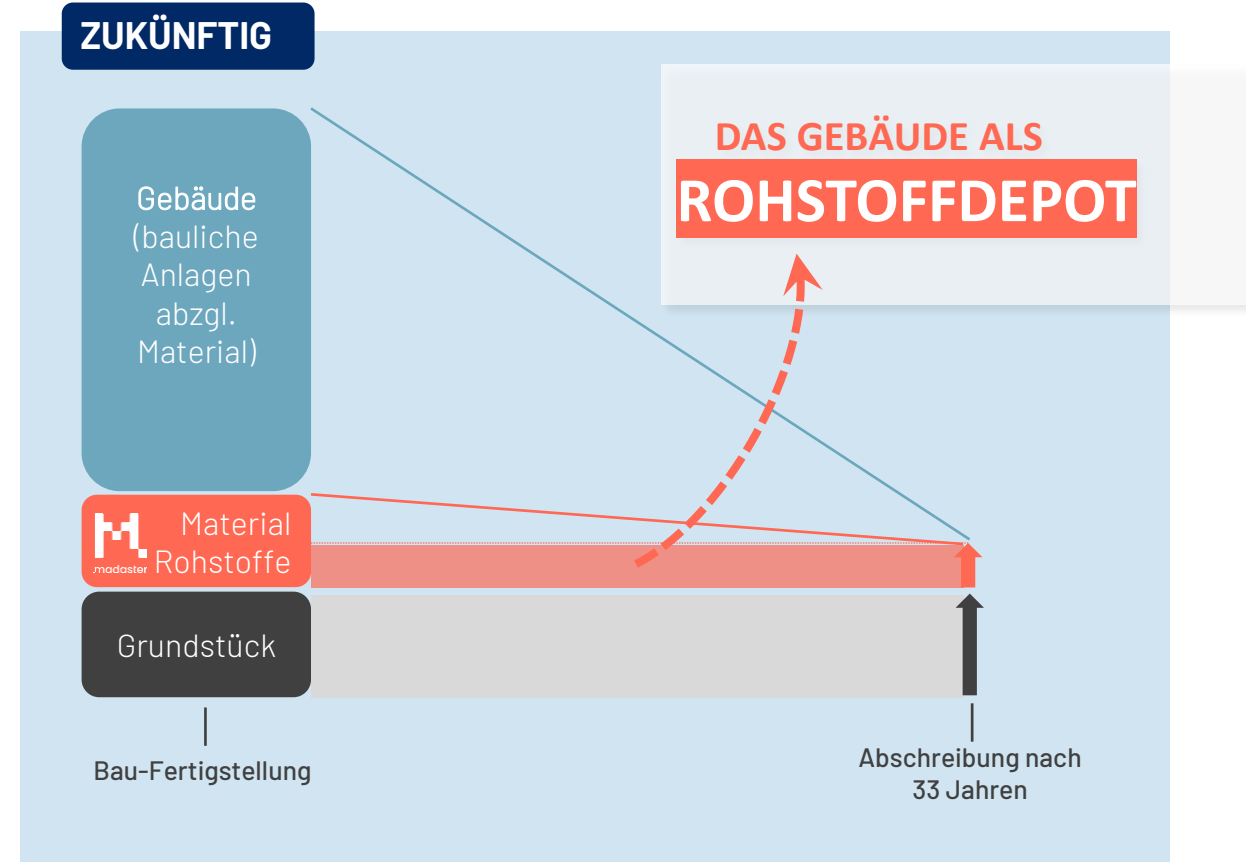 ZUKÜNFTIG
DAS GEBÄUDE ALS
ROHSTOFFDEPOT
Gebäude
(bauliche
Anlagen
abzgl.
Material)
Material
Rohstoffe
madaster
Grundstück
Bau-Fertigstellung
Abschreibung nach
33 Jahren